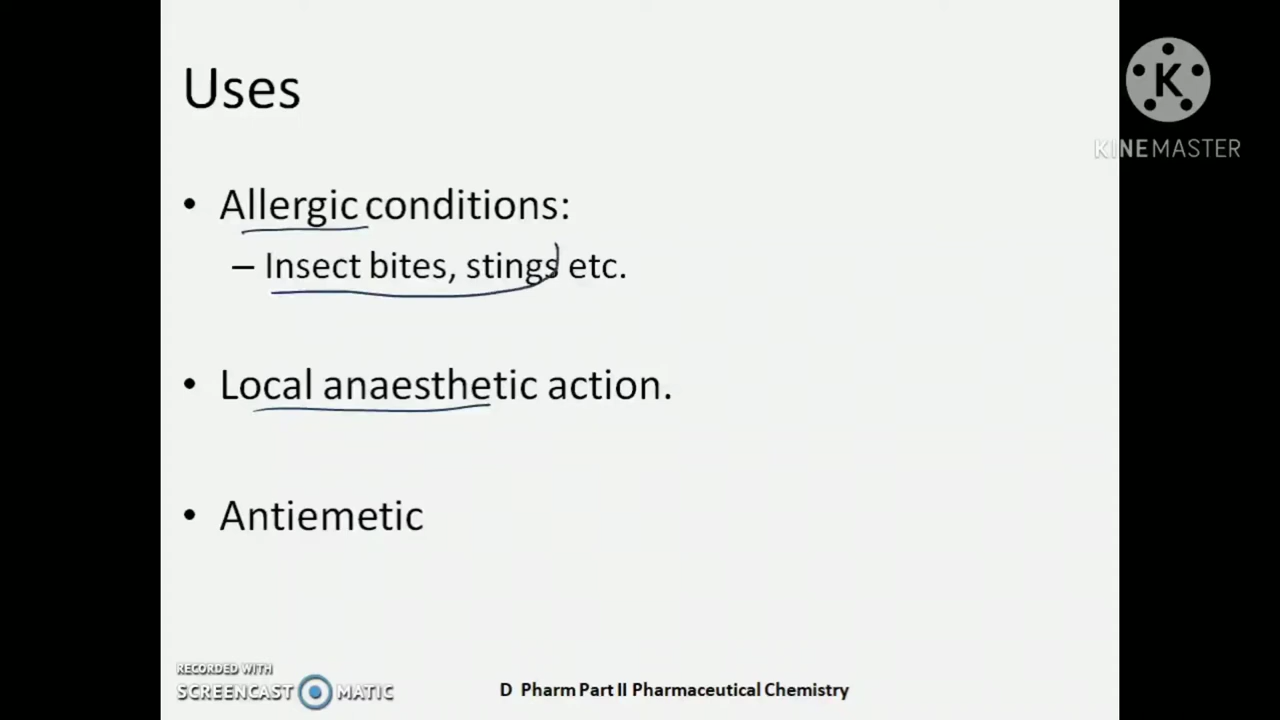 Uses
K
KINEMASTER
• Allergic conditions:
– Insect bites, stings etc.
• Local anaesthetic action.
• Antiemetic
RECORDED WITH
SCREENCAST MATIC
D Pharm Part II Pharmaceutical Chemistry